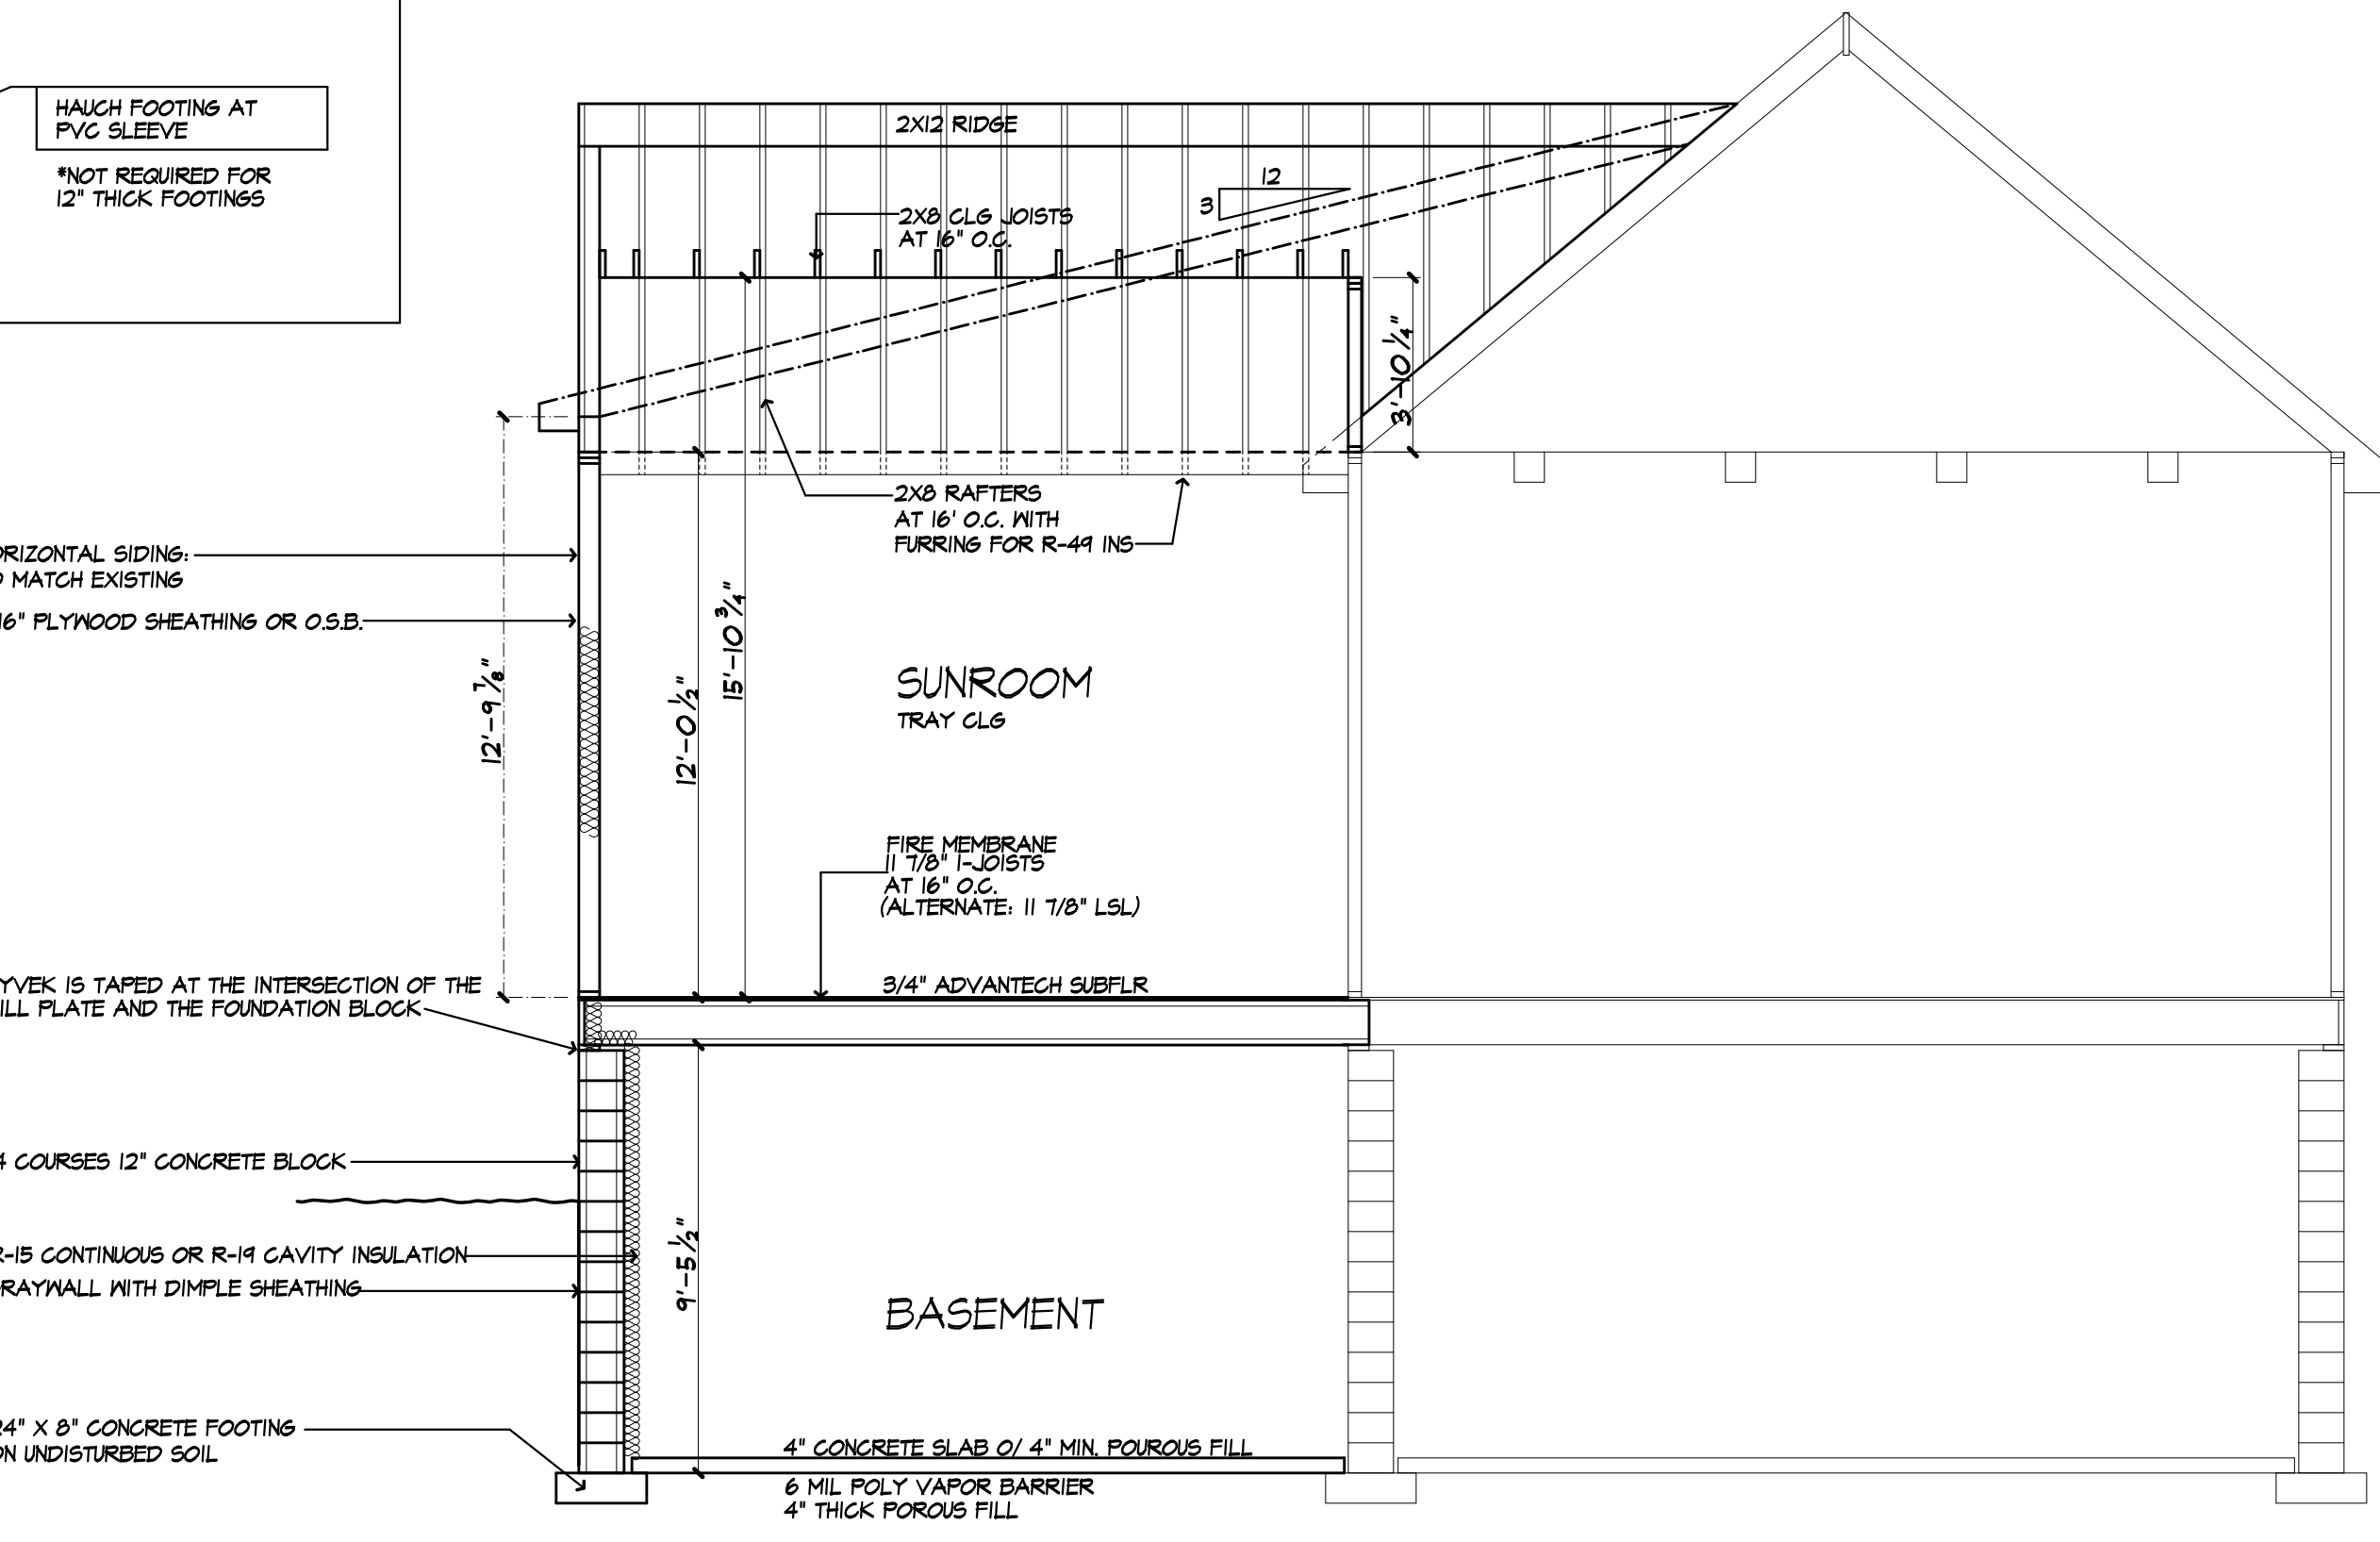 HAUCH FOOTING AT
PVC SLEEVE
*NOT REQUIRED FOR
12" THICK FOOTINGS
2X12 RIDGE
12
3
2X8 CLG JOISTS
AT 16" O.C.
3'-10 1/4"
2X8 RAFTERS
AT 16' O.C. WITH
FURRING FOR R-49 INS
HORIZONTAL SIDING:
MATCH EXISTING
PLYWOOD SHEATHING OR O.S.B.
12'-9 7/8"
12'-0 1/2"
15'-10 3/4"
SUNROOM
TRAY CLG
FIRE MEMBRANE
11 7/8" I-JOISTS
AT 16" O.C.
(ALTERNATE: 11 7/8" LSL)
3/4" ADVANTECH SUBFLR
IS TAPED AT THE INTERSECTION OF THE
PLATE AND THE FOUNDATION BLOCK
COURSES 12" CONCRETE BLOCK
R-15 CONTINUOUS OR R-19 CAVITY INSULATION
WITH DIMPLE SHEATHING
9'-5 1/2"
BASEMENT
24" X 8" CONCRETE FOOTING
ON UNDISTURBED SOIL
4" CONCRETE SLAB O/ 4" MIN. POUROUS FILL
6 MIL POLY VAPOR BARRIER
4" THICK POROUS FILL